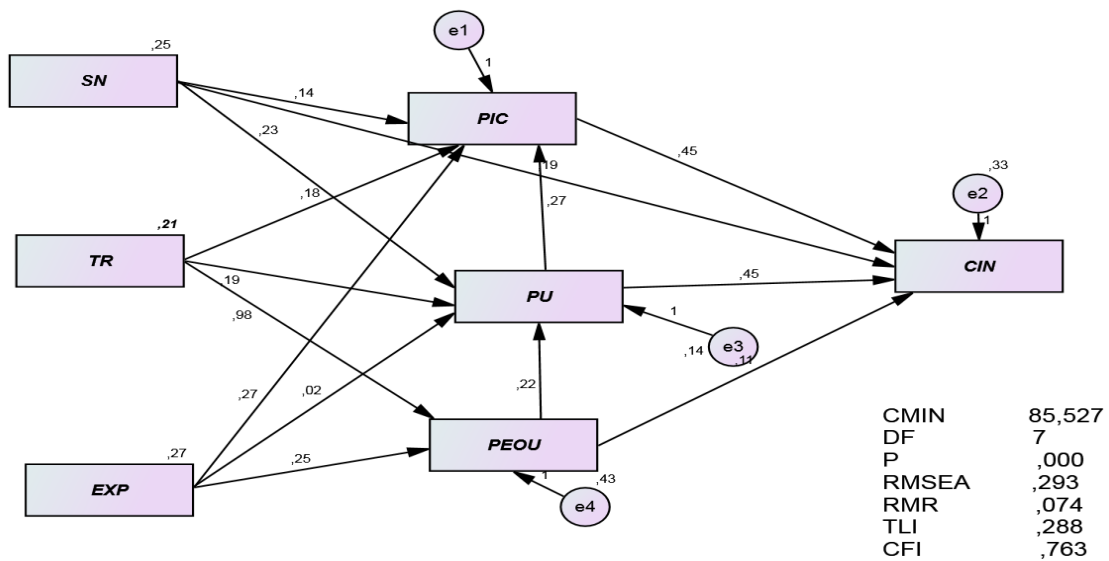 e1
,25
SN
1
,14
PIC
,23
,45
,19
,33
e2
,18
,27
1
,21
TR
CIN
,19
PU
,45
,98
1
e3
,14
,11
,22
,27
,02
PEOU
,27
,25
EXP
1
,43
e4
CMIN 85,527
DF 7
P ,000
RMSEA ,293
RMR ,074
TLI ,288
CFI ,763